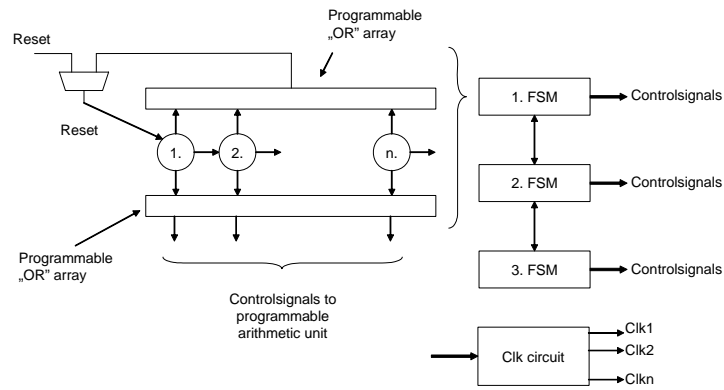 Programmable
„OR” array
Reset
Reset
1.
2.
n.
Programmable
„OR” array
Controlsignals to
programmable
arithmetic unit
1. FSM
Controlsignals
2. FSM
Controlsignals
3. FSM
Controlsignals
Clk circuit
Clk1
Clk2
Clkn